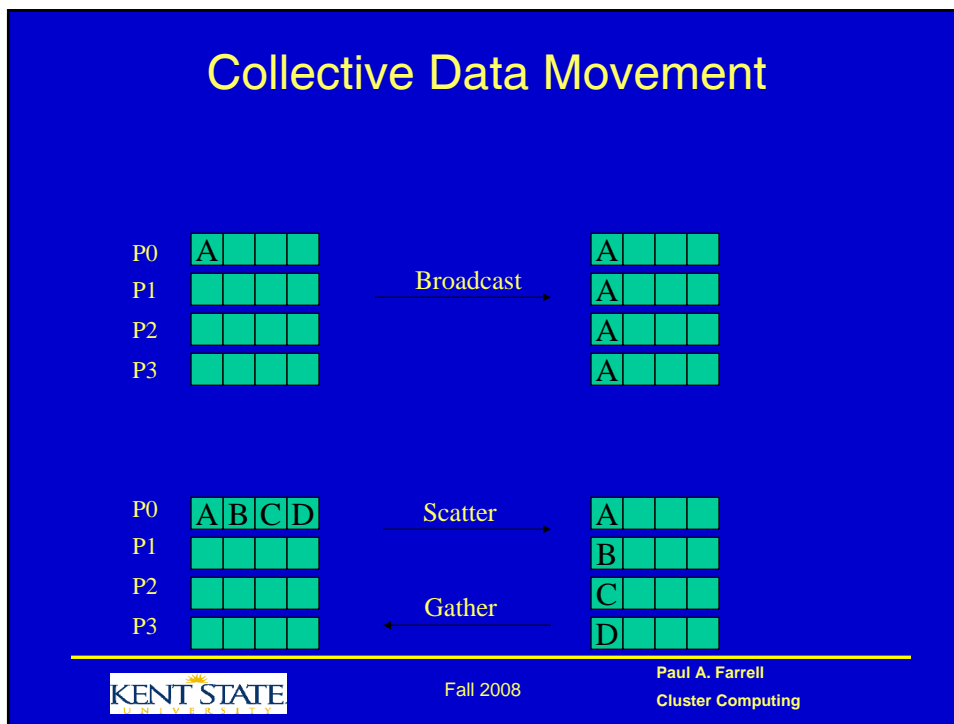 Collective Data Movement
P0 A A
P1 Broadcast A
P2 A
P3 A
P0 A B C D Scatter A
P1 B
P2 C
Gather
P3 D
KENT STATE
UNIVERSITY
Fall 2008
Paul A. Farrell
Cluster Computing